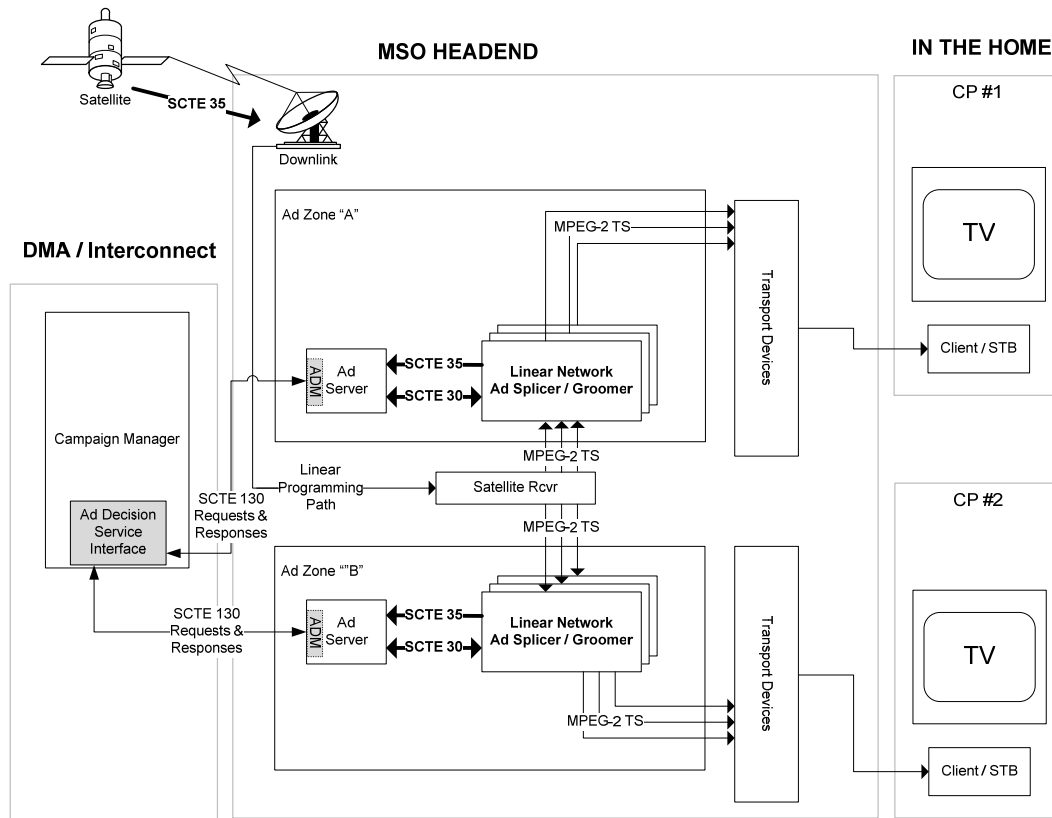 MSO HEADEND
IN THE HOME
Satellite
SCTE 35
Downlink
CP #1
TV
Client / STB
DMA / Interconnect
Campaign Manager
Ad Decision
Service
Interface
SCTE 130
Requests &
Responses
SCTE 130
Requests &
Responses
Ad Zone "A"
MPEG-2 TS
ADM
Ad
Server
SCTE 35
SCTE 30
Linear Network
Ad Splicer / Groomer
Transport Devices
MPEG-2 TS
Linear
Programming
Path
Satellite Rcvr
MPEG-2 TS
Ad Zone ""B"
ADM
Ad
Server
SCTE 35
SCTE 30
Linear Network
Ad Splicer / Groomer
MPEG-2 TS
Transport Devices
CP #2
TV
Client / STB